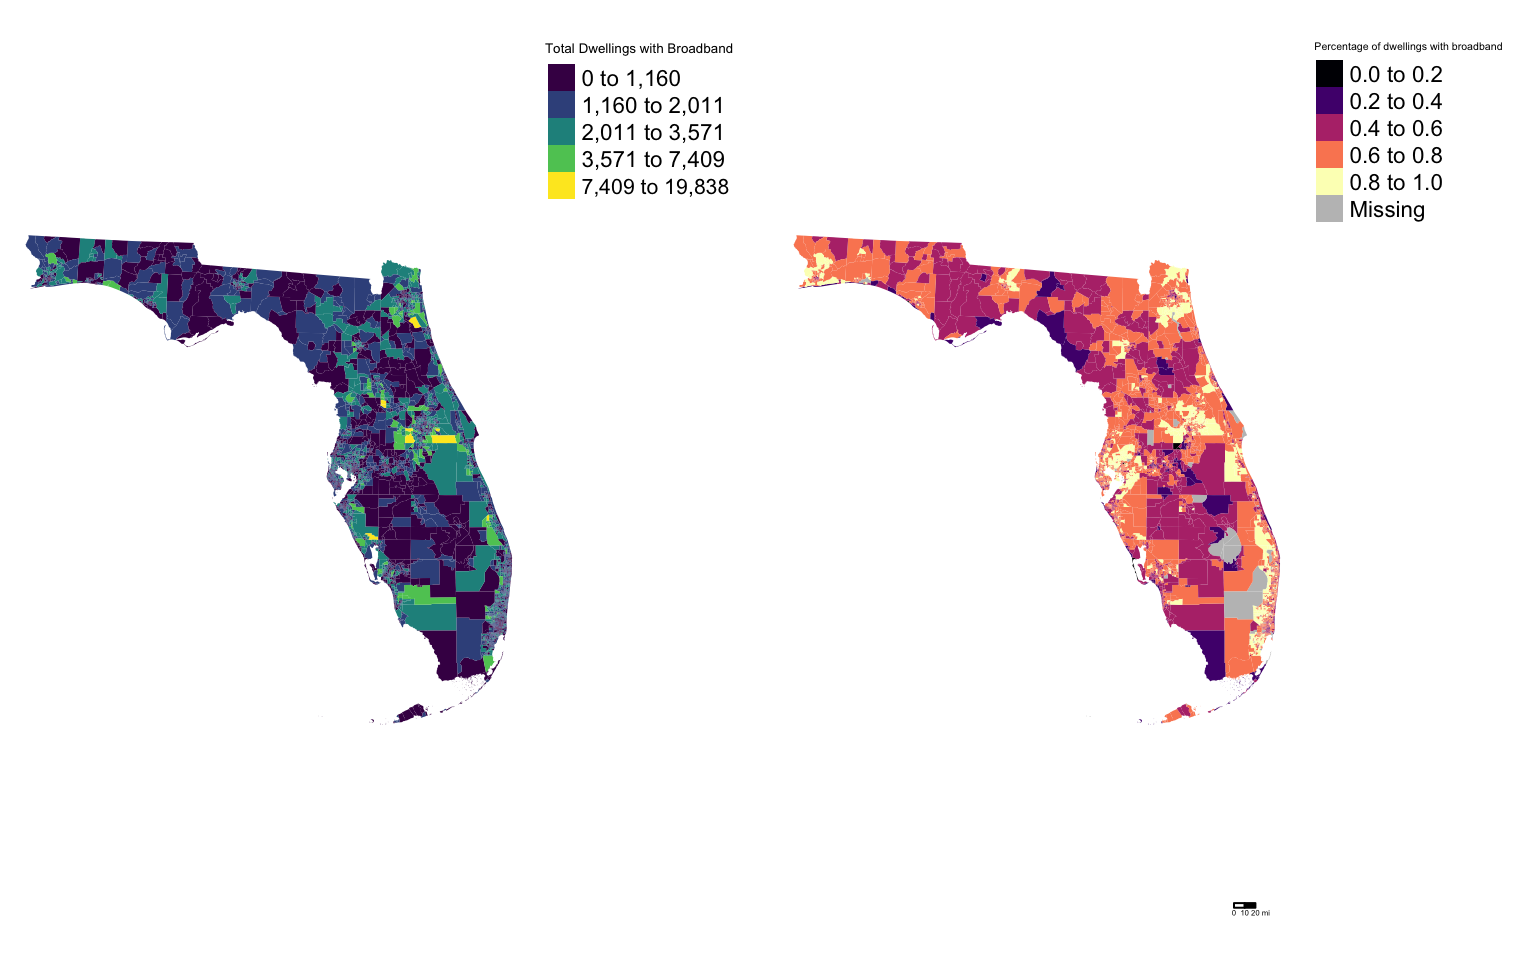 Total Dwellings with Broadband
0 to 1,160
1,160 to 2,011
2,011 to 3,571
3,571 to 7,409
7,409 to 19,838
Percentage of dwellings with broadband
0.0 to 0.2
0.2 to 0.4
0.4 to 0.6
0.6 to 0.8
0.8 to 1.0
Missing
0 10 20 mi